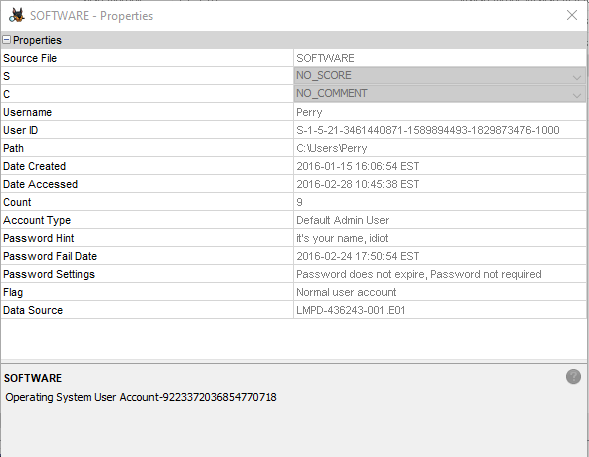 SOFTWARE - Properties
Properties
Source File SOFTWARE
S NO_SCORE
C NO_COMMENT
Username Perry
User ID S-1-5-21-3461440871-1589894493-1829873476-1000
Path C:\Users\Perry
Date Created 2016-01-15 16:06:54 EST
Date Accessed 2016-02-28 10:45:38 EST
Count 9
Account Type Default Admin User
Password Hint it's your name, idiot
Password Fail Date 2016-02-24 17:50:54 EST
Password Settings Password does not expire, Password not required
Flag Normal user account
Data Source LMPD-436243-001.E01
SOFTWARE
Operating System User Account-9223372036854770718